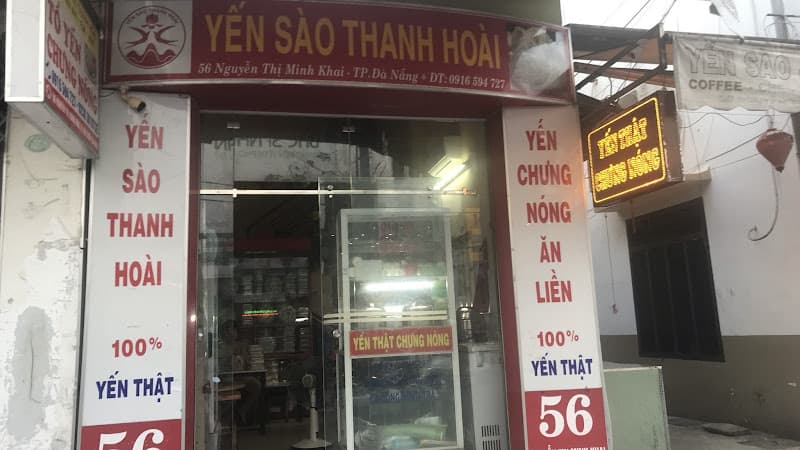 YẾN SÀO THANH HOÀI
56 Nguyễn Thị Minh Khai - TP.Đà Nẵng * ĐT: 0916 594 727
TỔ YẾN
CHƯNG NÓNG
YẾN SÀO
COFFEE
YẾN THẬT
CHƯNG NÓNG
YẾN
SÀO
THANH
HOÀI
100%
YẾN THẬT
56
YẾN THẬT CHƯNG NÓNG
YẾN
CHƯNG
NÓNG
ĂN
LIỀN
100%
YẾN THẬT
56